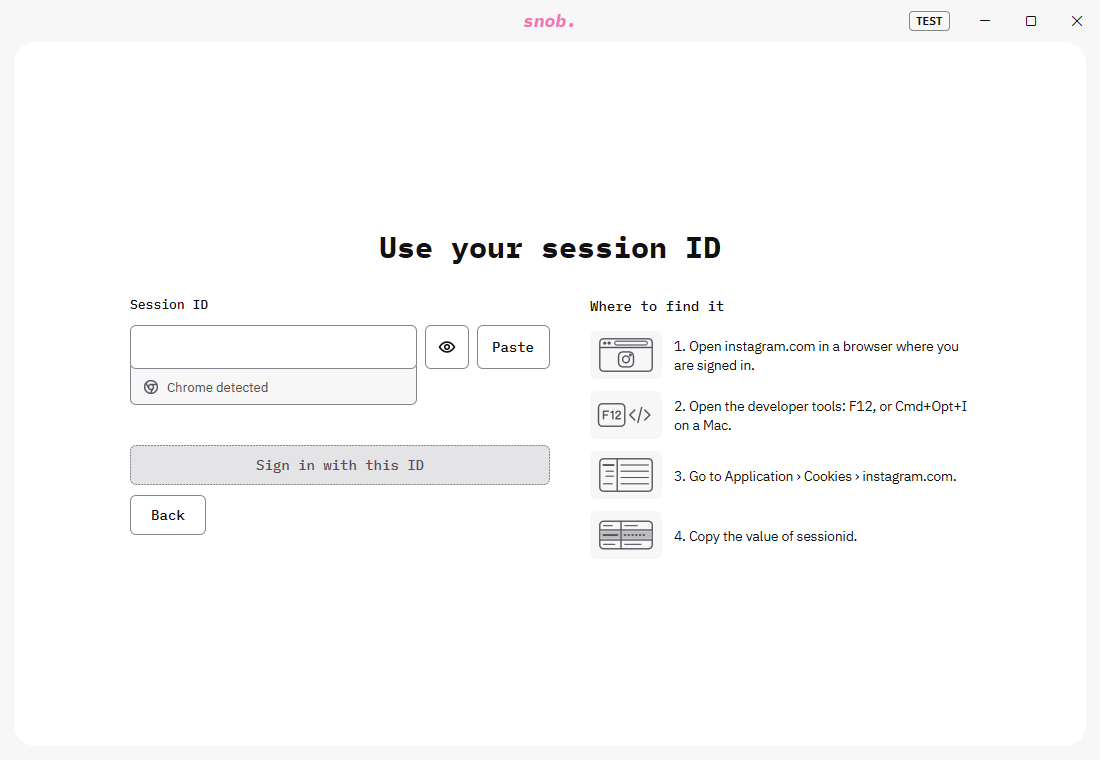 snob.
TEST
Use your session ID
Session ID
Paste
Chrome detected
Sign in with this ID
Back
Where to find it
1. Open instagram.com in a browser where you
are signed in.
F12 </>
2. Open the developer tools: F12, or Cmd+Opt+I
on a Mac.
3. Go to Application › Cookies › instagram.com.
4. Copy the value of sessionid.